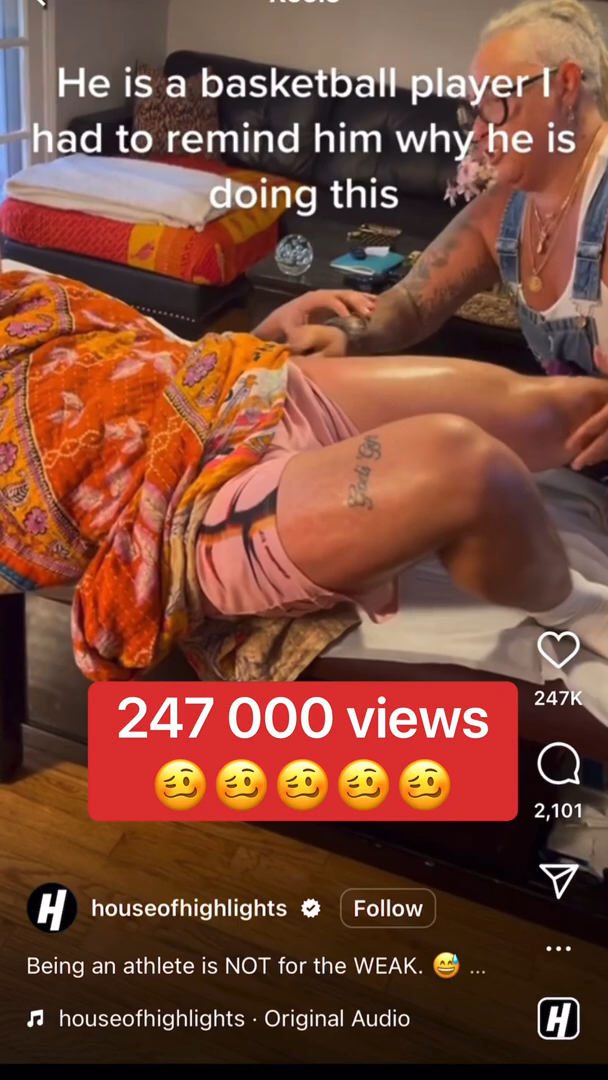 He is a basketball player I
had to remind him why he is
doing this
247K
247 000 views
🥴🥴🥴🥴🥴
2,101
H houseofhighlights Follow
Being an athlete is NOT for the WEAK. 😅 ...
houseofhighlights · Original Audio
H